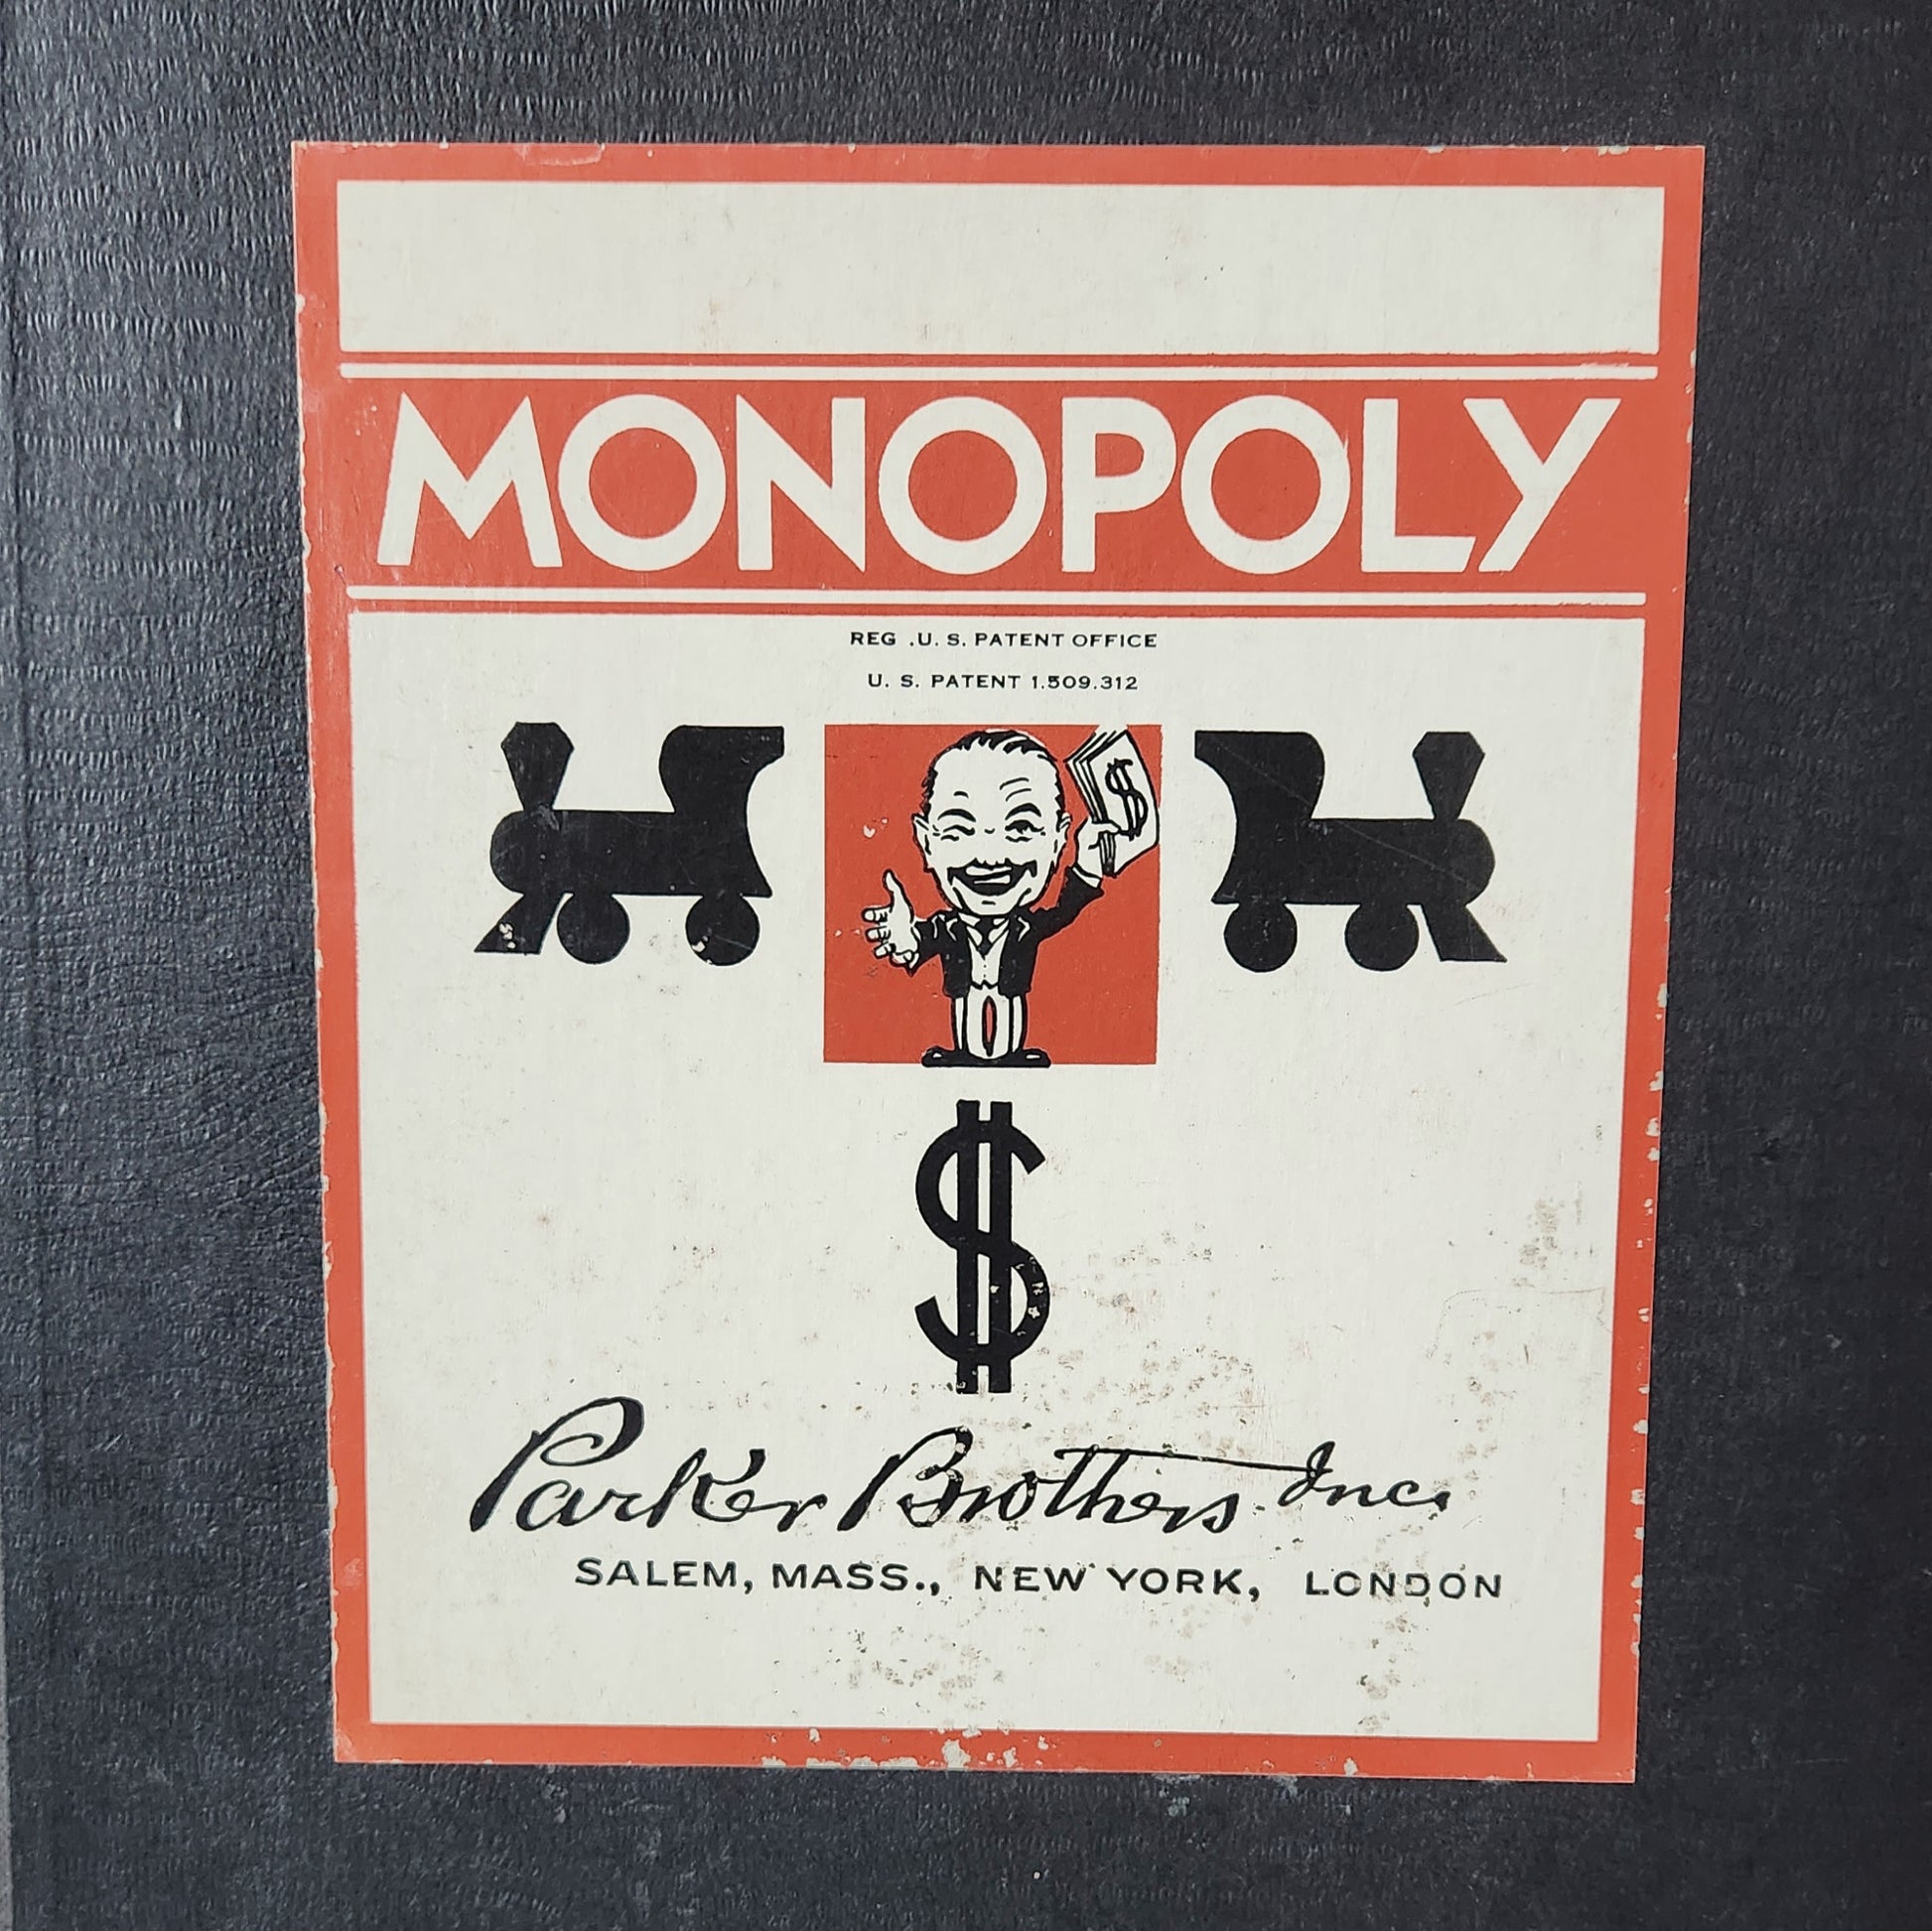 MONOPOLY
REG .U. S. PATENT OFFICE
U. S. PATENT 1.509.312
$
$
Parker Brothers Inc.
SALEM, MASS., NEW YORK, LONDON